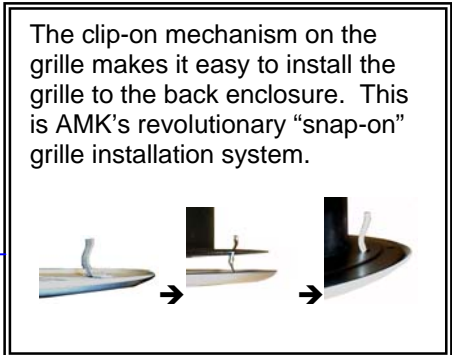 The clip-on mechanism on the
grille makes it easy to install the
grille to the back enclosure.  This
is AMK’s revolutionary “snap-on”
grille installation system.